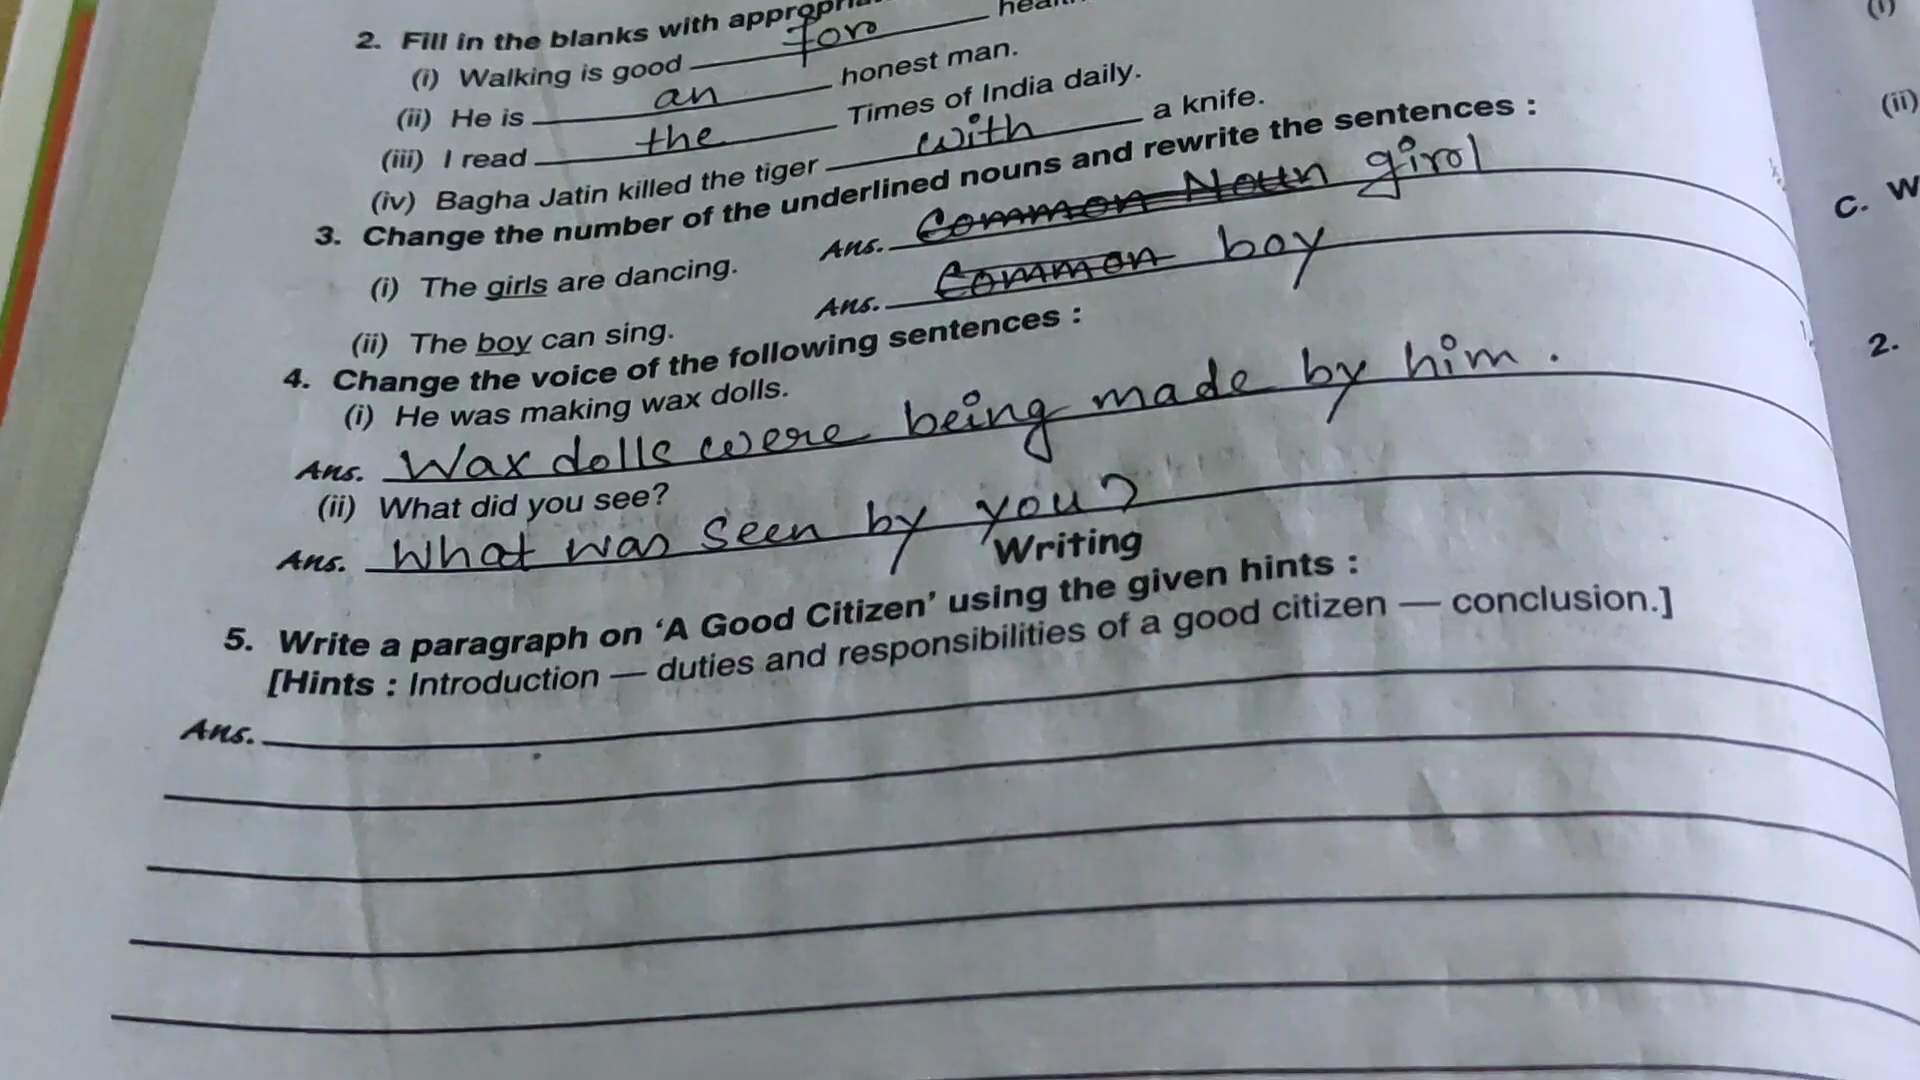 2. Fill in the blanks with
(i) Walking is good for
(ii) He is an honest man.
(iii) I read the Times of India daily.
(iv) Bagha Jatin killed the tiger with a knife.
3. Change the number of the underlined nouns and rewrite the sentences :
(i) The girls are dancing. Ans. Common Noun girl
(ii) The boy can sing. Ans. Common boy
4. Change the voice of the following sentences :
(i) He was making wax dolls.
Ans. Wax dolls were being made by him.
(ii) What did you see?
Ans. What was seen by you?
Writing
5. Write a paragraph on ‘A Good Citizen’ using the given hints :
[Hints : Introduction — duties and responsibilities of a good citizen — conclusion.]
Ans.
(i)
(ii)
C. W
2.